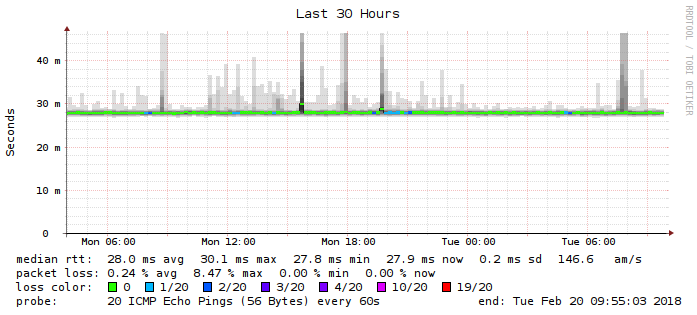 Last 30 Hours
RRDTOOL / TOBI OETIKER
Seconds
40 m
30 m
20 m
10 m
0
Mon 06:00 Mon 12:00 Mon 18:00 Tue 00:00 Tue 06:00
median rtt: 28.0 ms avg 30.1 ms max 27.8 ms min 27.9 ms now 0.2 ms sd 146.6 am/s
packet loss: 0.24 % avg 8.47 % max 0.00 % min 0.00 % now
loss color: 0 1/20 2/20 3/20 4/20 10/20 19/20
probe: 20 ICMP Echo Pings (56 Bytes) every 60s end: Tue Feb 20 09:55:03 2018